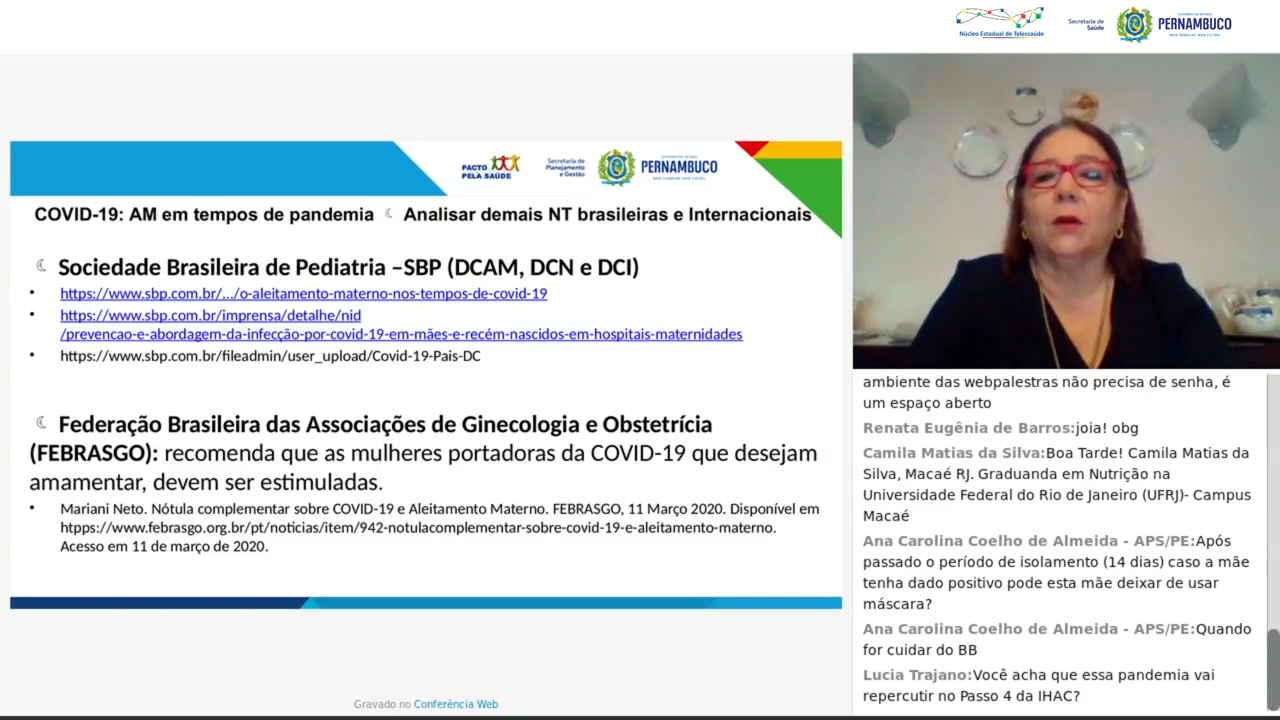 Núcleo Estadual de Telessaúde
Secretaria de
Saúde
PERNAMBUCO
PACTO
PELA SAÚDE
Secretaria de
Planejamento
e Gestão
PERNAMBUCO
COVID-19: AM em tempos de pandemia ☾ Analisar demais NT brasileiras e Internacionais
☾ Sociedade Brasileira de Pediatria –SBP (DCAM, DCN e DCI)
• https://www.sbp.com.br/.../o-aleitamento-materno-nos-tempos-de-covid-19
• https://www.sbp.com.br/imprensa/detalhe/nid
/prevencao-e-abordagem-da-infecção-por-covid-19-em-mães-e-recém-nascidos-em-hospitais-maternidades
• https://www.sbp.com.br/fileadmin/user_upload/Covid-19-Pais-DC
☾ Federação Brasileira das Associações de Ginecologia e Obstetrícia
(FEBRASGO): recomenda que as mulheres portadoras da COVID-19 que desejam
amamentar, devem ser estimuladas.
• Mariani Neto. Nótula complementar sobre COVID-19 e Aleitamento Materno. FEBRASGO, 11 Março 2020. Disponível em
htpps://www.febrasgo.org.br/pt/noticias/item/942-notulacomplementar-sobre-covid-19-e-aleitamento-materno.
Acesso em 11 de março de 2020.
Gravado no Conferência Web
ambiente das webpalestras não precisa de senha, é
um espaço aberto
Renata Eugênia de Barros:joia! obg
Camila Matias da Silva:Boa Tarde! Camila Matias da
Silva, Macaé RJ. Graduanda em Nutrição na
Universidade Federal do Rio de Janeiro (UFRJ)- Campus
Macaé
Ana Carolina Coelho de Almeida - APS/PE:Após
passado o período de isolamento (14 dias) caso a mãe
tenha dado positivo pode esta mãe deixar de usar
máscara?
Ana Carolina Coelho de Almeida - APS/PE:Quando
for cuidar do BB
Lucia Trajano:Você acha que essa pandemia vai
repercutir no Passo 4 da IHAC?